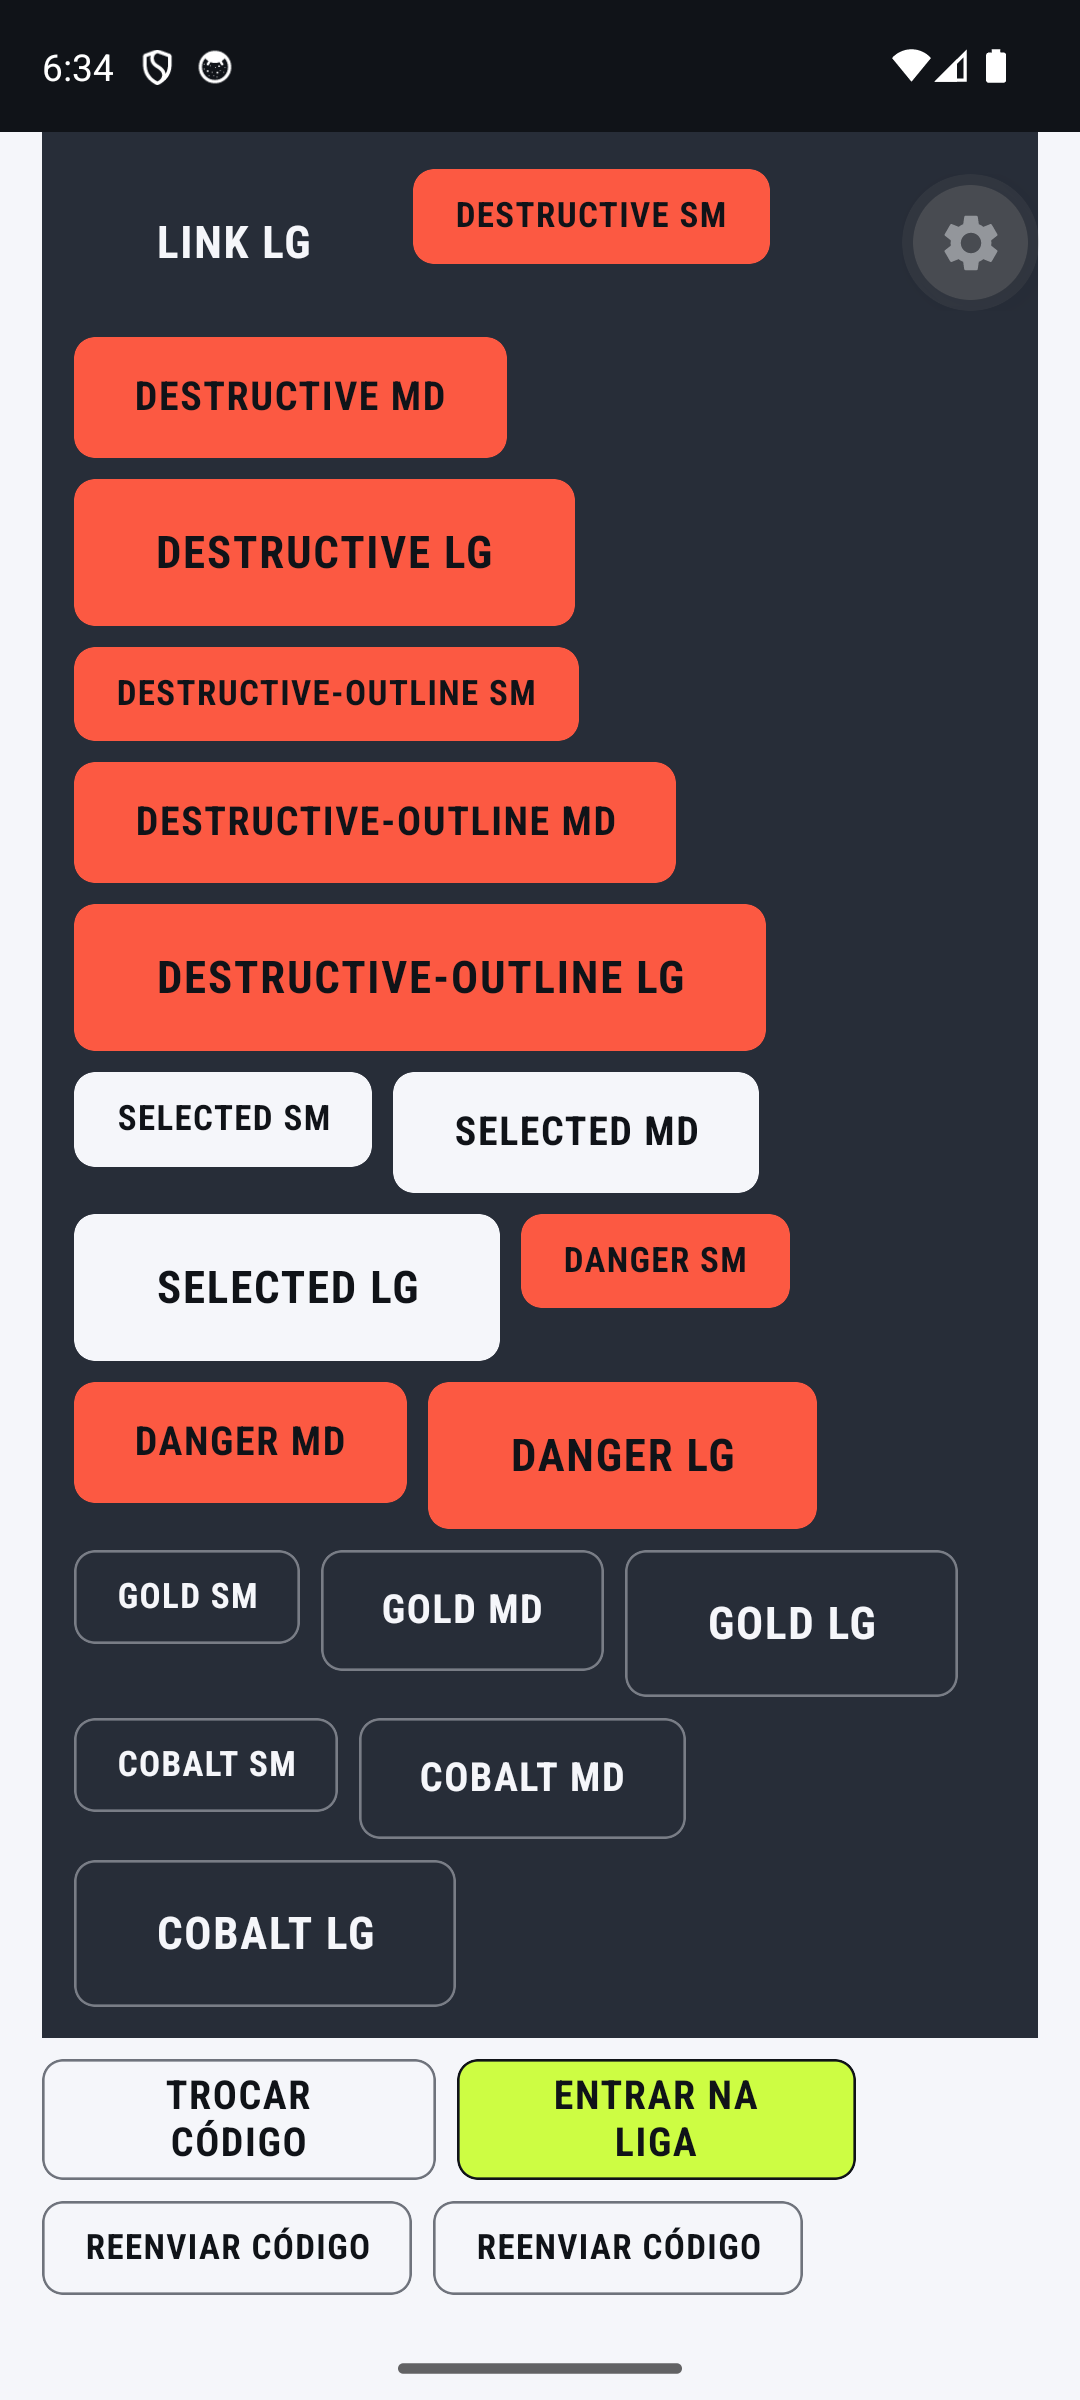 6:34
LINK LG
DESTRUCTIVE SM
DESTRUCTIVE MD
DESTRUCTIVE LG
DESTRUCTIVE-OUTLINE SM
DESTRUCTIVE-OUTLINE MD
DESTRUCTIVE-OUTLINE LG
SELECTED SM
SELECTED MD
SELECTED LG
DANGER SM
DANGER MD
DANGER LG
GOLD SM
GOLD MD
GOLD LG
COBALT SM
COBALT MD
COBALT LG
TROCAR
CÓDIGO
ENTRAR NA
LIGA
REENVIAR CÓDIGO
REENVIAR CÓDIGO